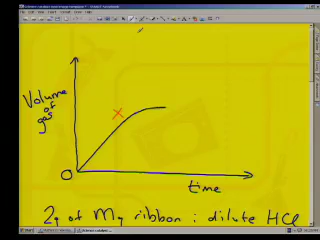 Volume
of
gas
O
time
2g of Mg ribbon : dilute HCl